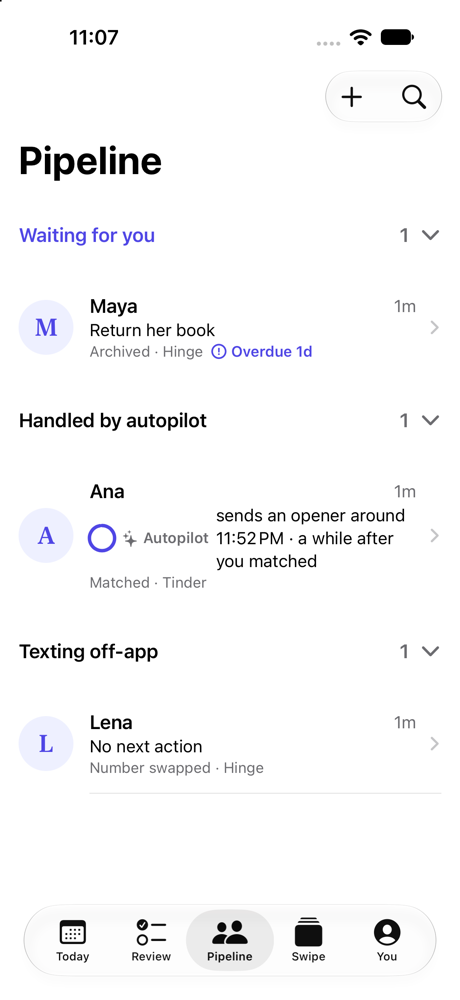 11:07
Pipeline
Waiting for you 1
Maya 1m
M
Return her book
Archived · Hinge Overdue 1d
Handled by autopilot 1
Ana 1m
A
Autopilot
sends an opener around
11:52 PM · a while after
you matched
Matched · Tinder
Texting off-app 1
Lena 1m
L
No next action
Number swapped · Hinge
Today Review Pipeline Swipe You